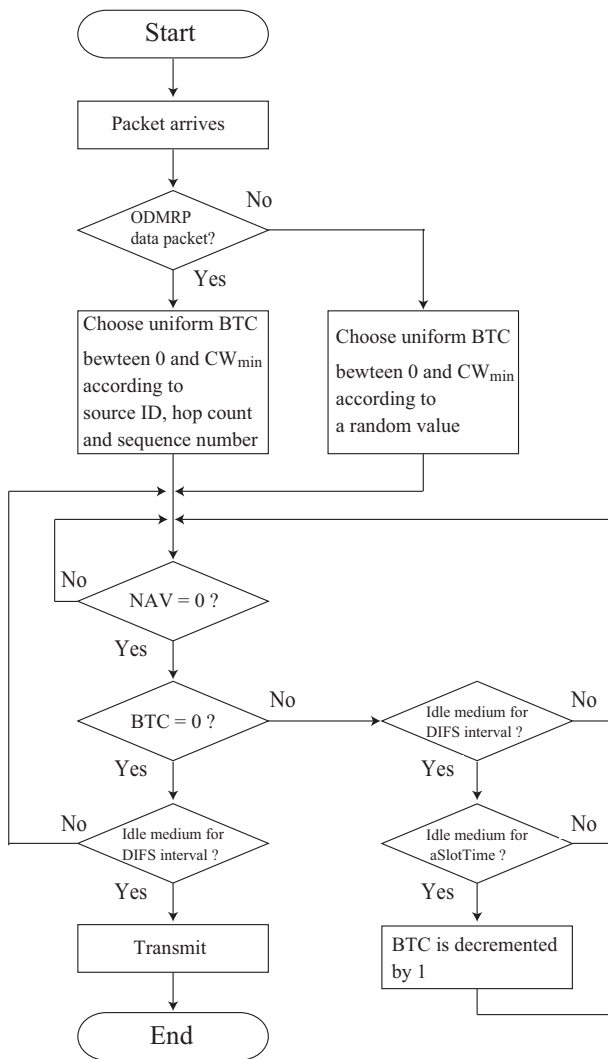 Start
Packet arrives
No
ODMRP
data packet?
Yes
Choose uniform BTC
bewteen 0 and CWmin
according to
source ID, hop count
and sequence number
Choose uniform BTC
bewteen 0 and CWmin
according to
a random value
No
NAV = 0 ?
Yes
BTC = 0 ?
No
Idle medium for
DIFS interval ?
No
Yes
Yes
No
Idle medium for
DIFS interval ?
Idle medium for
aSlotTime ?
No
Yes
Yes
Transmit
BTC is decremented
by 1
End